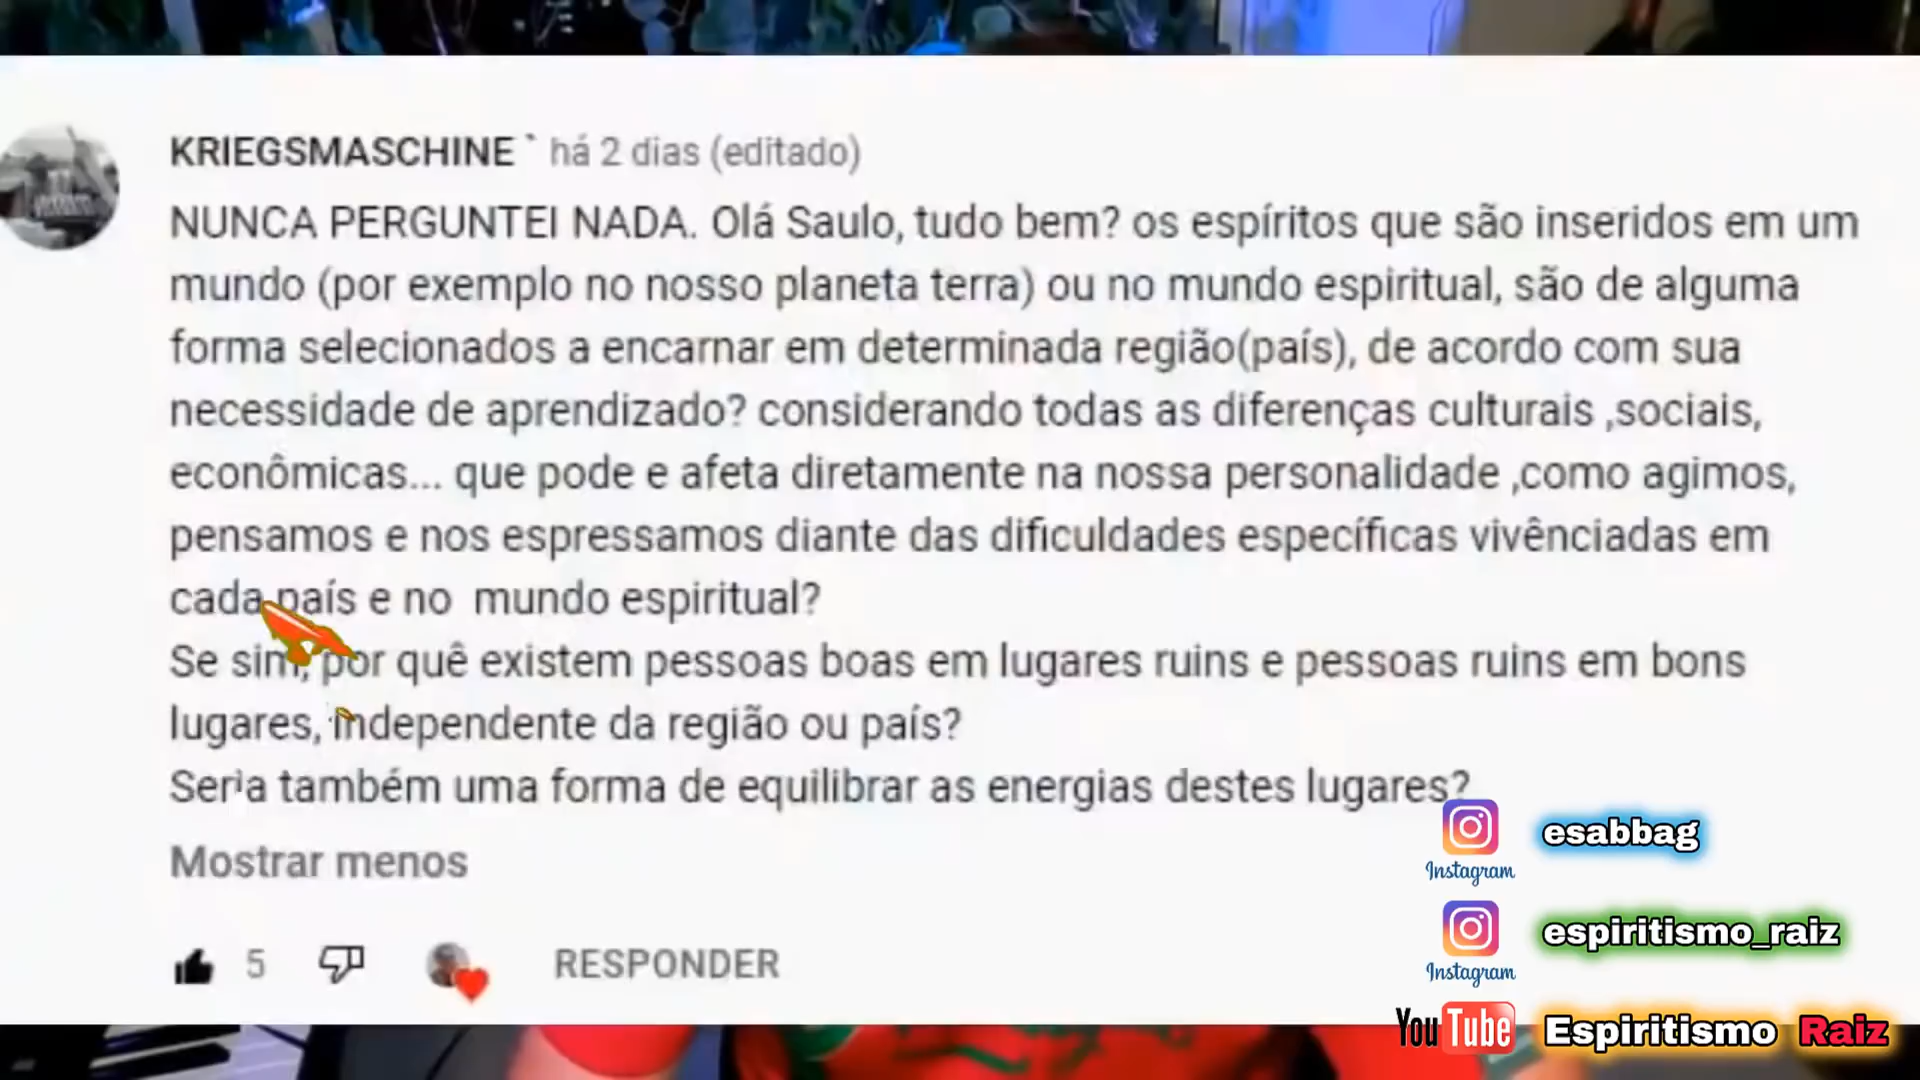 KRIEGSMASCHINE ` há 2 dias (editado)
NUNCA PERGUNTEI NADA. Olá Saulo, tudo bem? os espíritos que são inseridos em um
mundo (por exemplo no nosso planeta terra) ou no mundo espiritual, são de alguma
forma selecionados a encarnar em determinada região(país), de acordo com sua
necessidade de aprendizado? considerando todas as diferenças culturais ,sociais,
econômicas... que pode e afeta diretamente na nossa personalidade ,como agimos,
pensamos e nos espressamos diante das dificuldades específicas vivênciadas em
cada país e no mundo espiritual?
Se sim, por quê existem pessoas boas em lugares ruins e pessoas ruins em bons
lugares, independente da região ou país?
Seria também uma forma de equilibrar as energias destes lugares?
Mostrar menos
5 RESPONDER
Instagram esabbag
Instagram espiritismo_raiz
YouTube Espiritismo Raiz